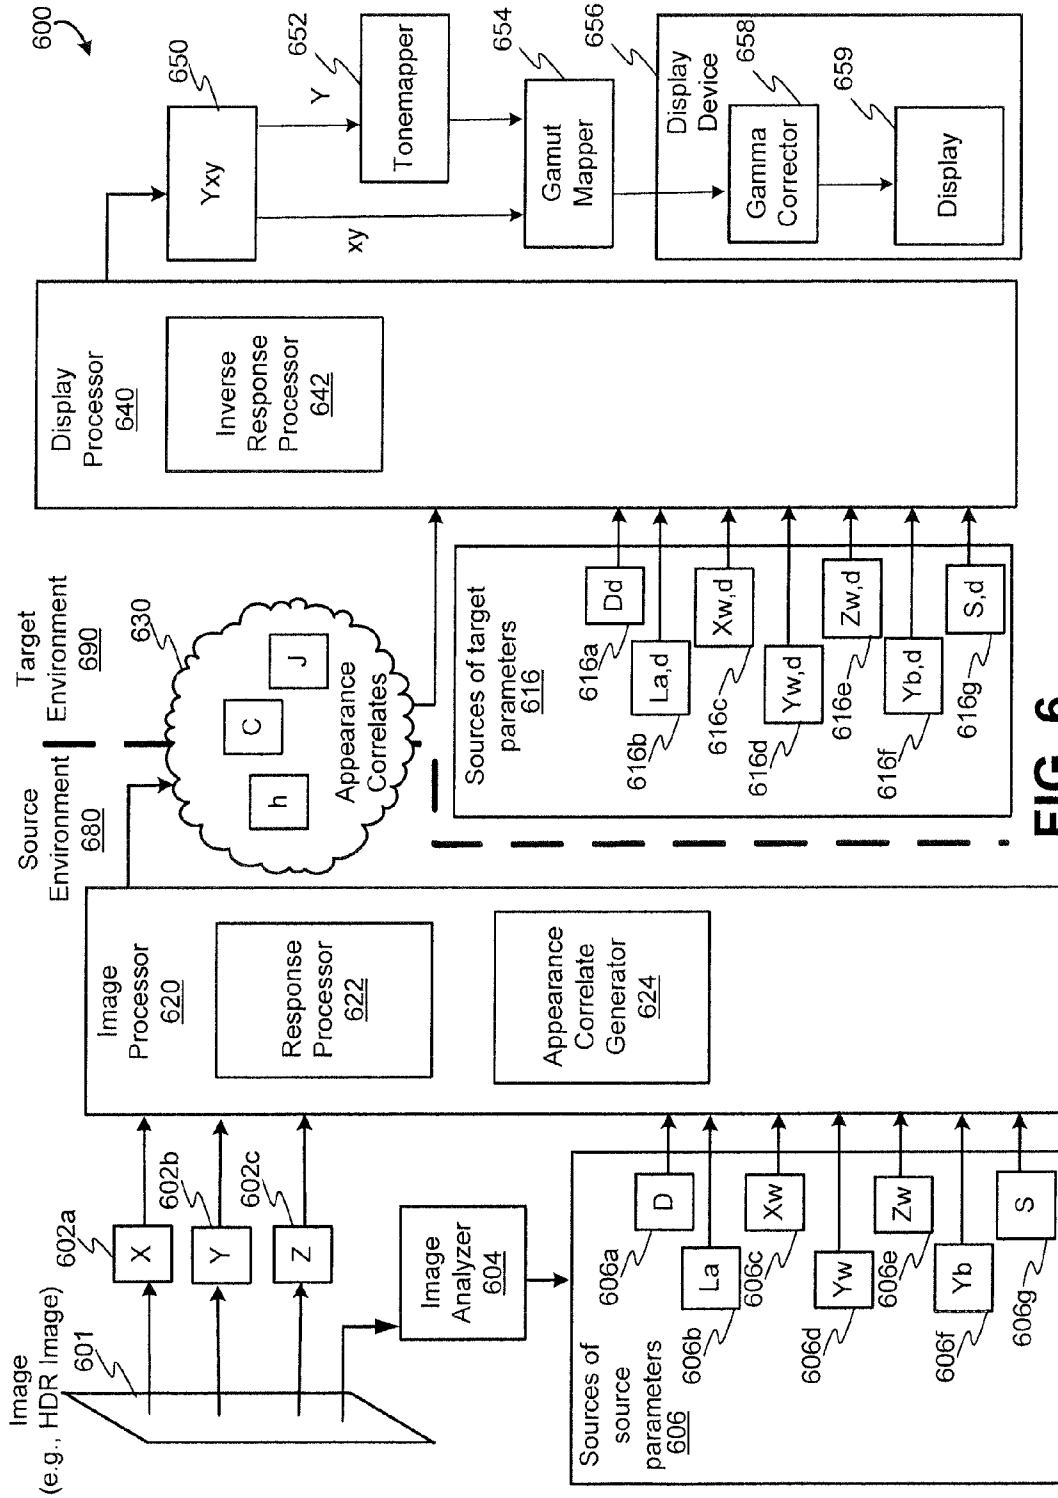 600
Image
(e.g., HDR Image)
601
602a
X
602b
Y
602c
Z
Image
Analyzer
604
Sources of
source
parameters
606
606a
D
606b
La
606c
Xw
606d
Yw
606e
Zw
606f
Yb
606g
S
Image
Processor
620
Response
Processor
622
Appearance
Correlate
Generator
624
Source
Environment
680
Target
Environment
690
630
h
C
J
Appearance
Correlates
Sources of target
parameters
616
616a
Dd
616b
La,d
616c
Xw,d
616d
Yw,d
616e
Zw,d
616f
Yb,d
616g
S,d
Display
Processor
640
Inverse
Response
Processor
642
650
Yxy
xy
Y
652
Tonemapper
654
Gamut
Mapper
656
Display
Device
658
Gamma
Corrector
659
Display
FIG. 6